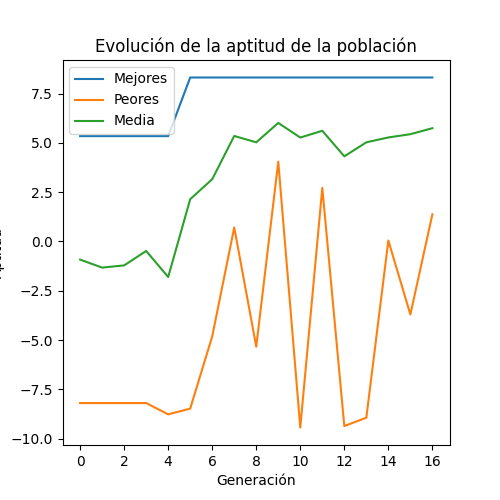 Evolución de la aptitud de la población
Mejores
Peores
Media
7.5
5.0
2.5
0.0
−2.5
−5.0
−7.5
−10.0
0 2 4 6 8 10 12 14 16
Generación